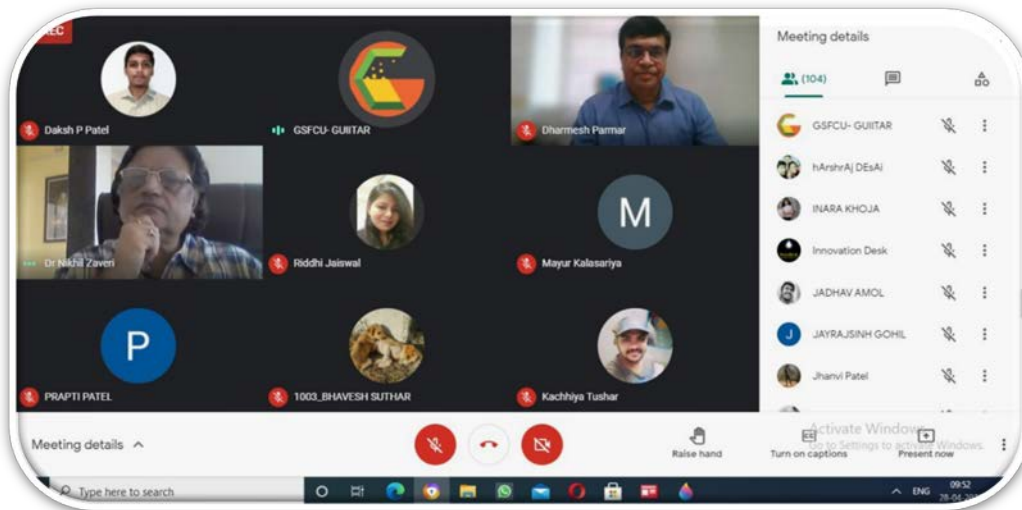 REC
Daksh P Patel
GSFCU- GUIITAR
Dharmesh Parmar
Dr Nikhil Zaveri
Riddhi Jaiswal
M
Mayur Kalasariya
P
PRAPTI PATEL
1003_BHAVESH SUTHAR
Kachhiya Tushar
Meeting details
(104)
GSFCU- GUIITAR
hArshrAj DEsAi
INARA KHOJA
Innovation Desk
JADHAV AMOL
J
JAYRAJSINH GOHIL
Jhanvi Patel
Activate Windows
Go to Settings to activate Windows.
Meeting details
Raise hand
Turn on captions
Present now
Type here to search
ENG
09:52
28-04-